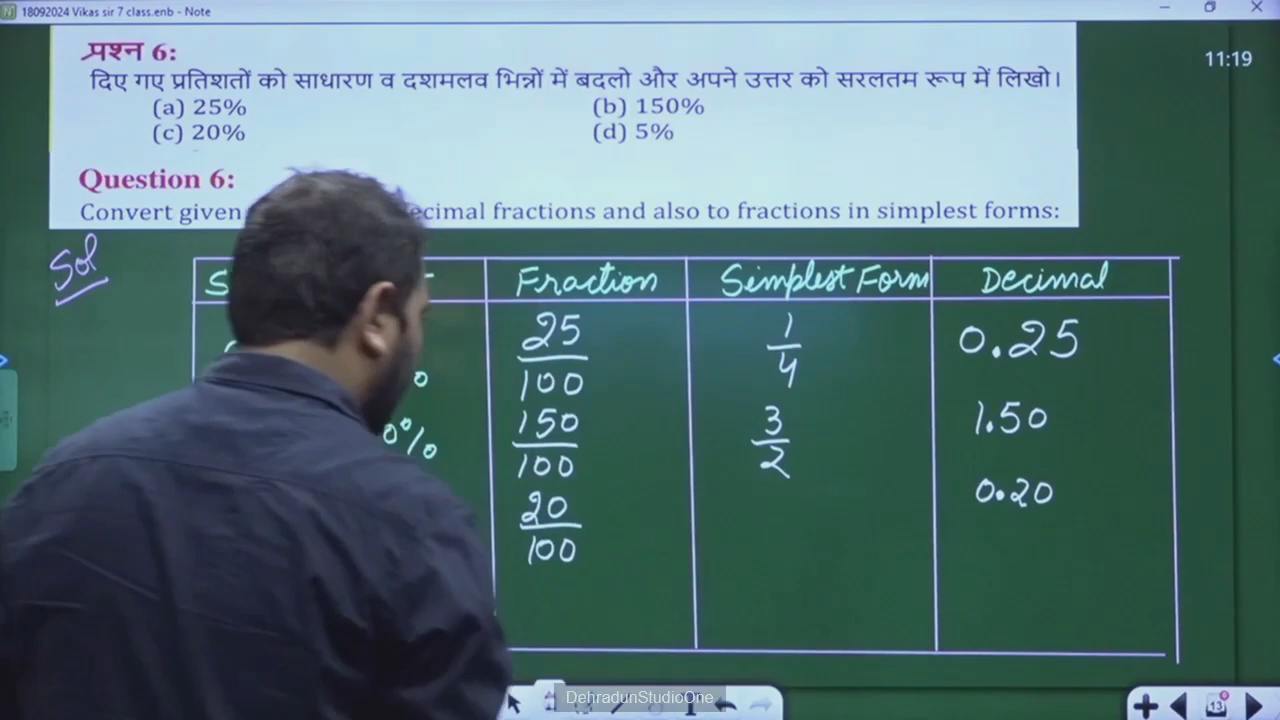 18092024 Vikas sir 7 class.enb - Note
11:19
प्रश्न 6:
दिए गए प्रतिशतों को साधारण व दशमलव भिन्नों में बदलो और अपने उत्तर को सरलतम रूप में लिखो।
(a) 25% (b) 150%
(c) 20% (d) 5%
Question 6:
Convert given decimal fractions and also to fractions in simplest forms:
Sol
Fraction Simplest Form Decimal
25/100 1/4 0.25
150/100 3/2 1.50
20/100 0.20
DehradunStudioOne
13